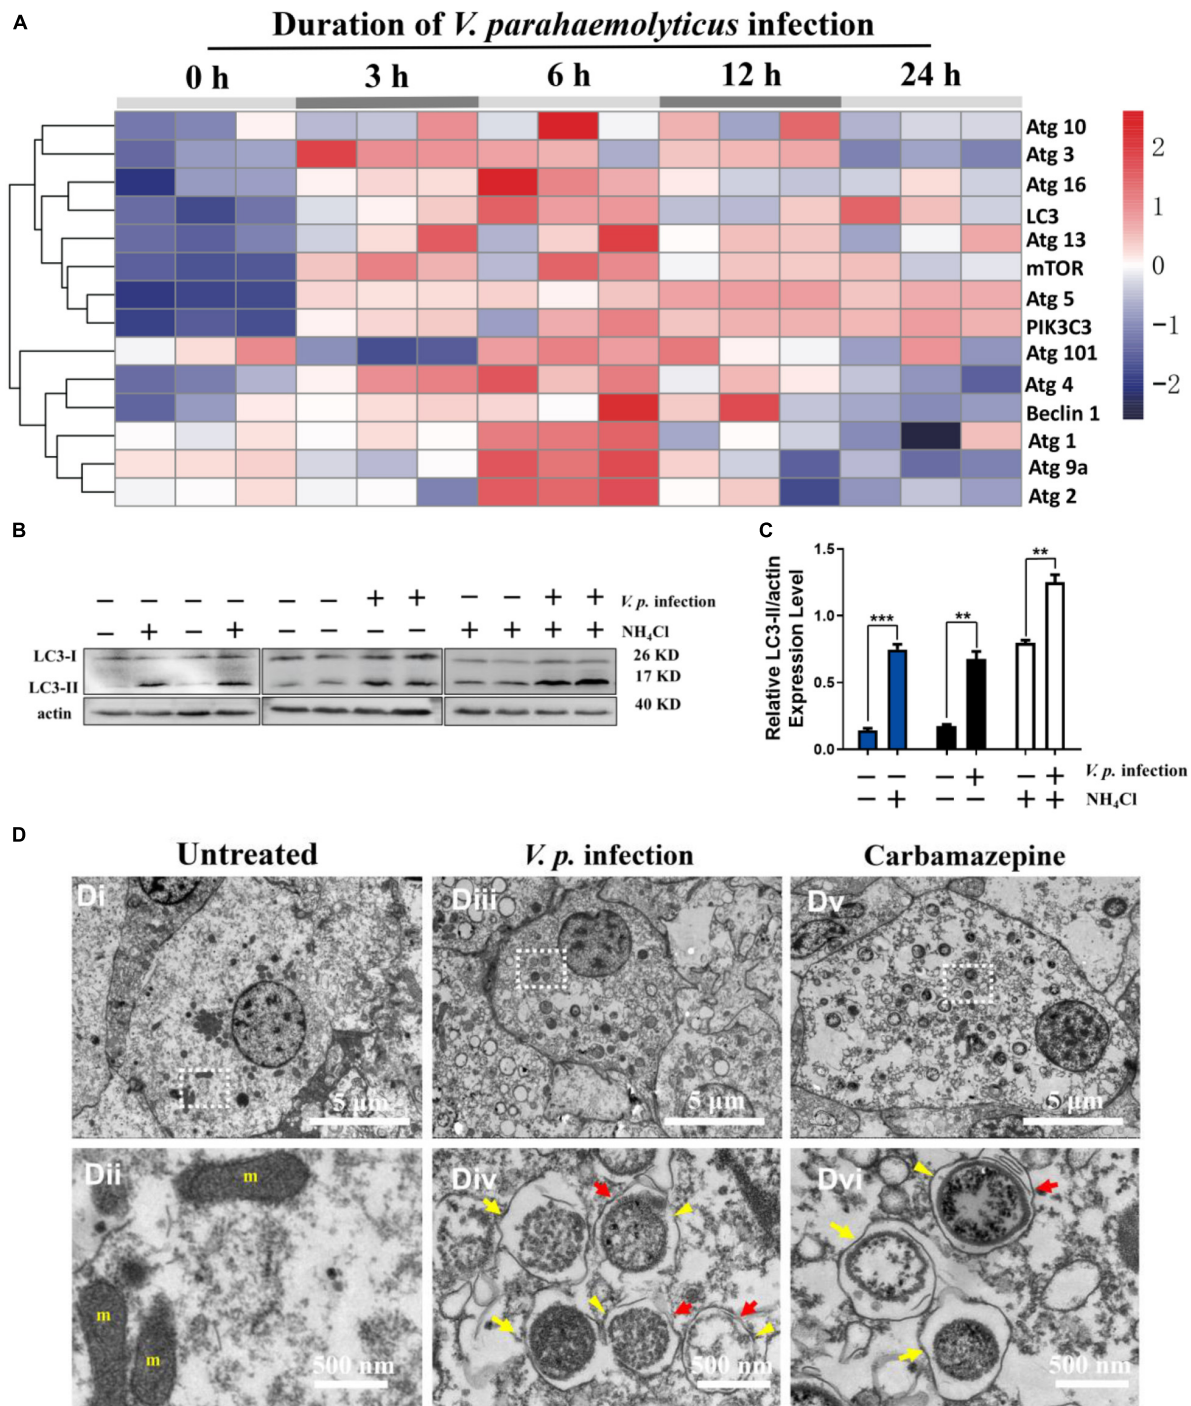 A
Duration of V. parahaemolyticus infection
0 h 3 h 6 h 12 h 24 h
Atg 10
Atg 3
Atg 16
LC3
Atg 13
mTOR
Atg 5
PIK3C3
Atg 101
Atg 4
Beclin 1
Atg 1
Atg 9a
Atg 2
2
1
0
−1
−2
B
− − − − − − + + − − + + V. p. infection
− + − + − − − − + + + + NH4Cl
LC3-I 26 KD
LC3-II 17 KD
actin 40 KD
C
Relative LC3-II/actin
Expression Level
1.5
1.0
0.5
0.0
*** ** **
− − − + − + V. p. infection
− + − − + + NH4Cl
D
Untreated V. p. infection Carbamazepine
Di 5 μm
Diii 5 μm
Dv 5 μm
Dii m m m 500 nm
Div 500 nm
Dvi 500 nm